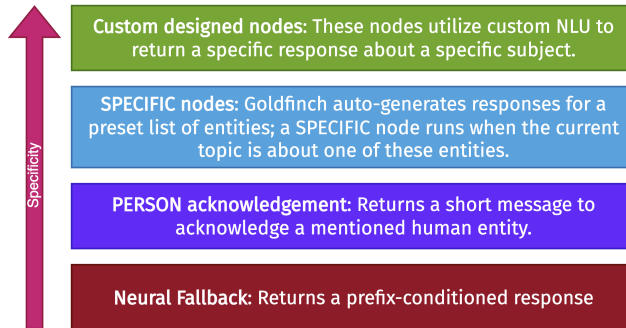 Custom designed nodes: These nodes utilize custom NLU to
return a specific response about a specific subject.
SPECIFIC nodes: Goldfinch auto-generates responses for a
preset list of entities; a SPECIFIC node runs when the current
topic is about one of these entities.
Specificity
PERSON acknowledgement: Returns a short message to
acknowledge a mentioned human entity.
Neural Fallback: Returns a prefix-conditioned response